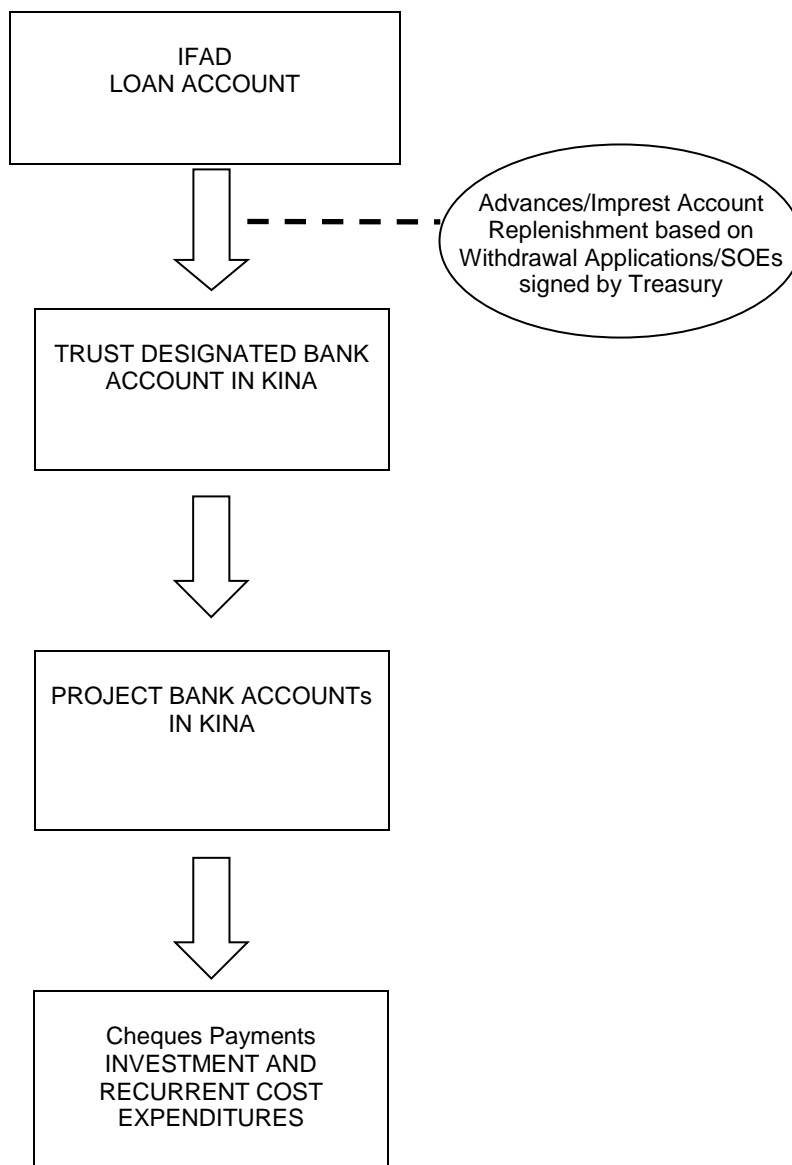 IFAD
LOAN ACCOUNT
Advances/Imprest Account
Replenishment based on
Withdrawal Applications/SOEs
signed by Treasury
TRUST DESIGNATED BANK
ACCOUNT IN KINA
PROJECT BANK ACCOUNTs
IN KINA
Cheques Payments
INVESTMENT AND
RECURRENT COST
EXPENDITURES